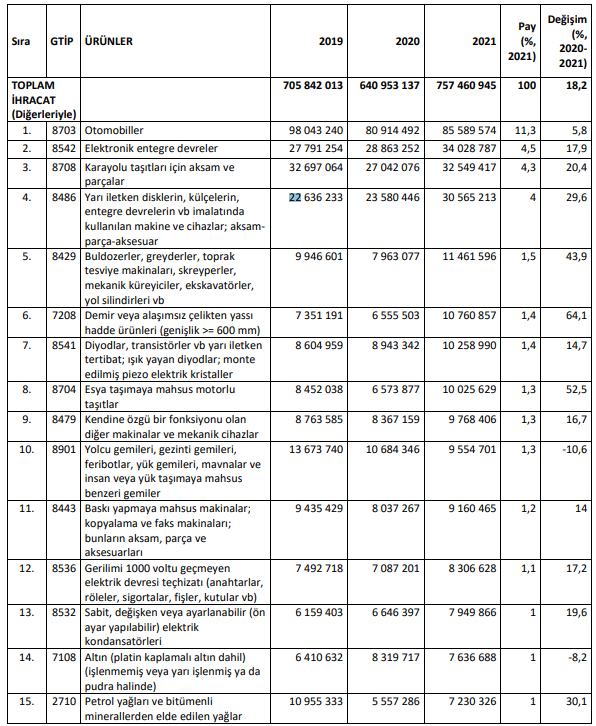 Sıra GTİP ÜRÜNLER 2019 2020 2021 Pay (%, 2021) Değişim (%, 2020-2021)
TOPLAM İHRACAT (Diğerleriyle) 705 842 013 640 953 137 757 460 945 100 18,2
1. 8703 Otomobiller 98 043 240 80 914 492 85 589 574 11,3 5,8
2. 8542 Elektronik entegre devreler 27 791 254 28 863 252 34 028 787 4,5 17,9
3. 8708 Karayolu taşıtları için aksam ve 32 697 064 27 042 076 32 549 417 4,3 20,4
parçalar
4. 8486 Yarı iletken disklerin, külçelerin, 22 636 233 23 580 446 30 565 213 4 29,6
entegre devrelerin vb imalatında
kullanılan makine ve cihazlar; aksam-
parça-aksesuar
5. 8429 Buldozerler, greyderler, toprak 9 946 601 7 963 077 11 461 596 1,5 43,9
tesviye makinaları, skreyperler,
mekanik küreyiciler, ekskavatörler,
yol silindirleri vb
6. 7208 Demir veya alaşımsız çelikten yassı 7 351 191 6 555 503 10 760 857 1,4 64,1
hadde ürünleri (genişlik >= 600 mm)
7. 8541 Diyodlar, transistörler vb yarı iletken 8 604 959 8 943 342 10 258 990 1,4 14,7
tertibat; ışık yayan diyodlar; monte
edilmiş piezo elektrik kristaller
8. 8704 Esya taşımaya mahsus motorlu 8 452 038 6 573 877 10 025 629 1,3 52,5
taşıtlar
9. 8479 Kendine özgü bir fonksiyonu olan 8 763 585 8 367 159 9 768 406 1,3 16,7
diğer makinalar ve mekanik cihazlar
10. 8901 Yolcu gemileri, gezinti gemileri, 13 673 740 10 684 346 9 554 701 1,3 -10,6
feribotlar, yük gemileri, mavnalar ve
insan veya yük taşımaya mahsus
benzeri gemiler
11. 8443 Baskı yapmaya mahsus makinalar; 9 435 429 8 037 267 9 160 465 1,2 14
kopyalama ve faks makinaları;
bunların aksam, parça ve
aksesuarları
12. 8536 Gerilimi 1000 voltu geçmeyen 7 492 718 7 087 201 8 306 628 1,1 17,2
elektrik devresi teçhizatı (anahtarlar,
röleler, sigortalar, fişler, kutular vb)
13. 8532 Sabit, değişken veya ayarlanabilir (ön 6 159 403 6 646 397 7 949 866 1 19,6
ayar yapılabilir) elektrik
kondansatörleri
14. 7108 Altın (platin kaplamalı altın dahil) 6 410 632 8 319 717 7 636 688 1 -8,2
(işlenmemiş veya yarı işlenmiş ya da
pudra halinde)
15. 2710 Petrol yağları ve bitümenli 10 955 333 5 557 286 7 230 326 1 30,1
minerallerden elde edilen yağlar